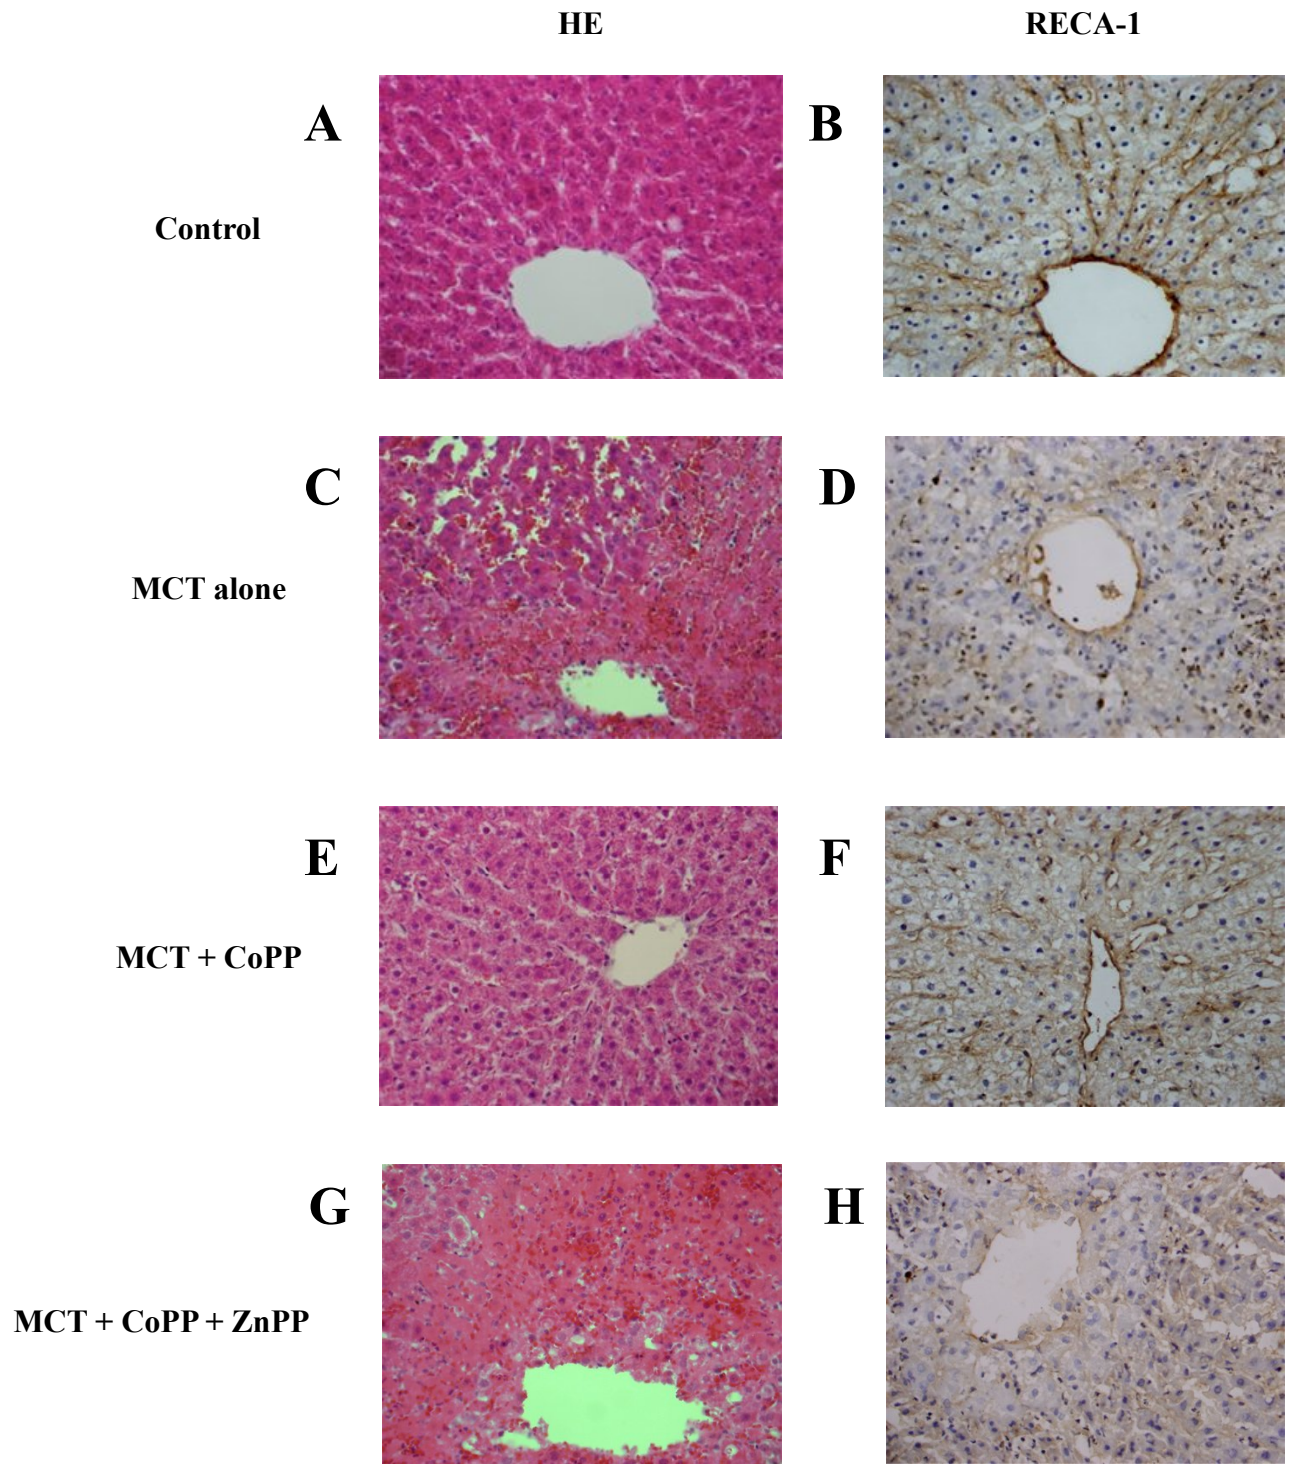 HE RECA-1
A B
Control
C D
MCT alone
E F
MCT + CoPP
G H
MCT + CoPP + ZnPP